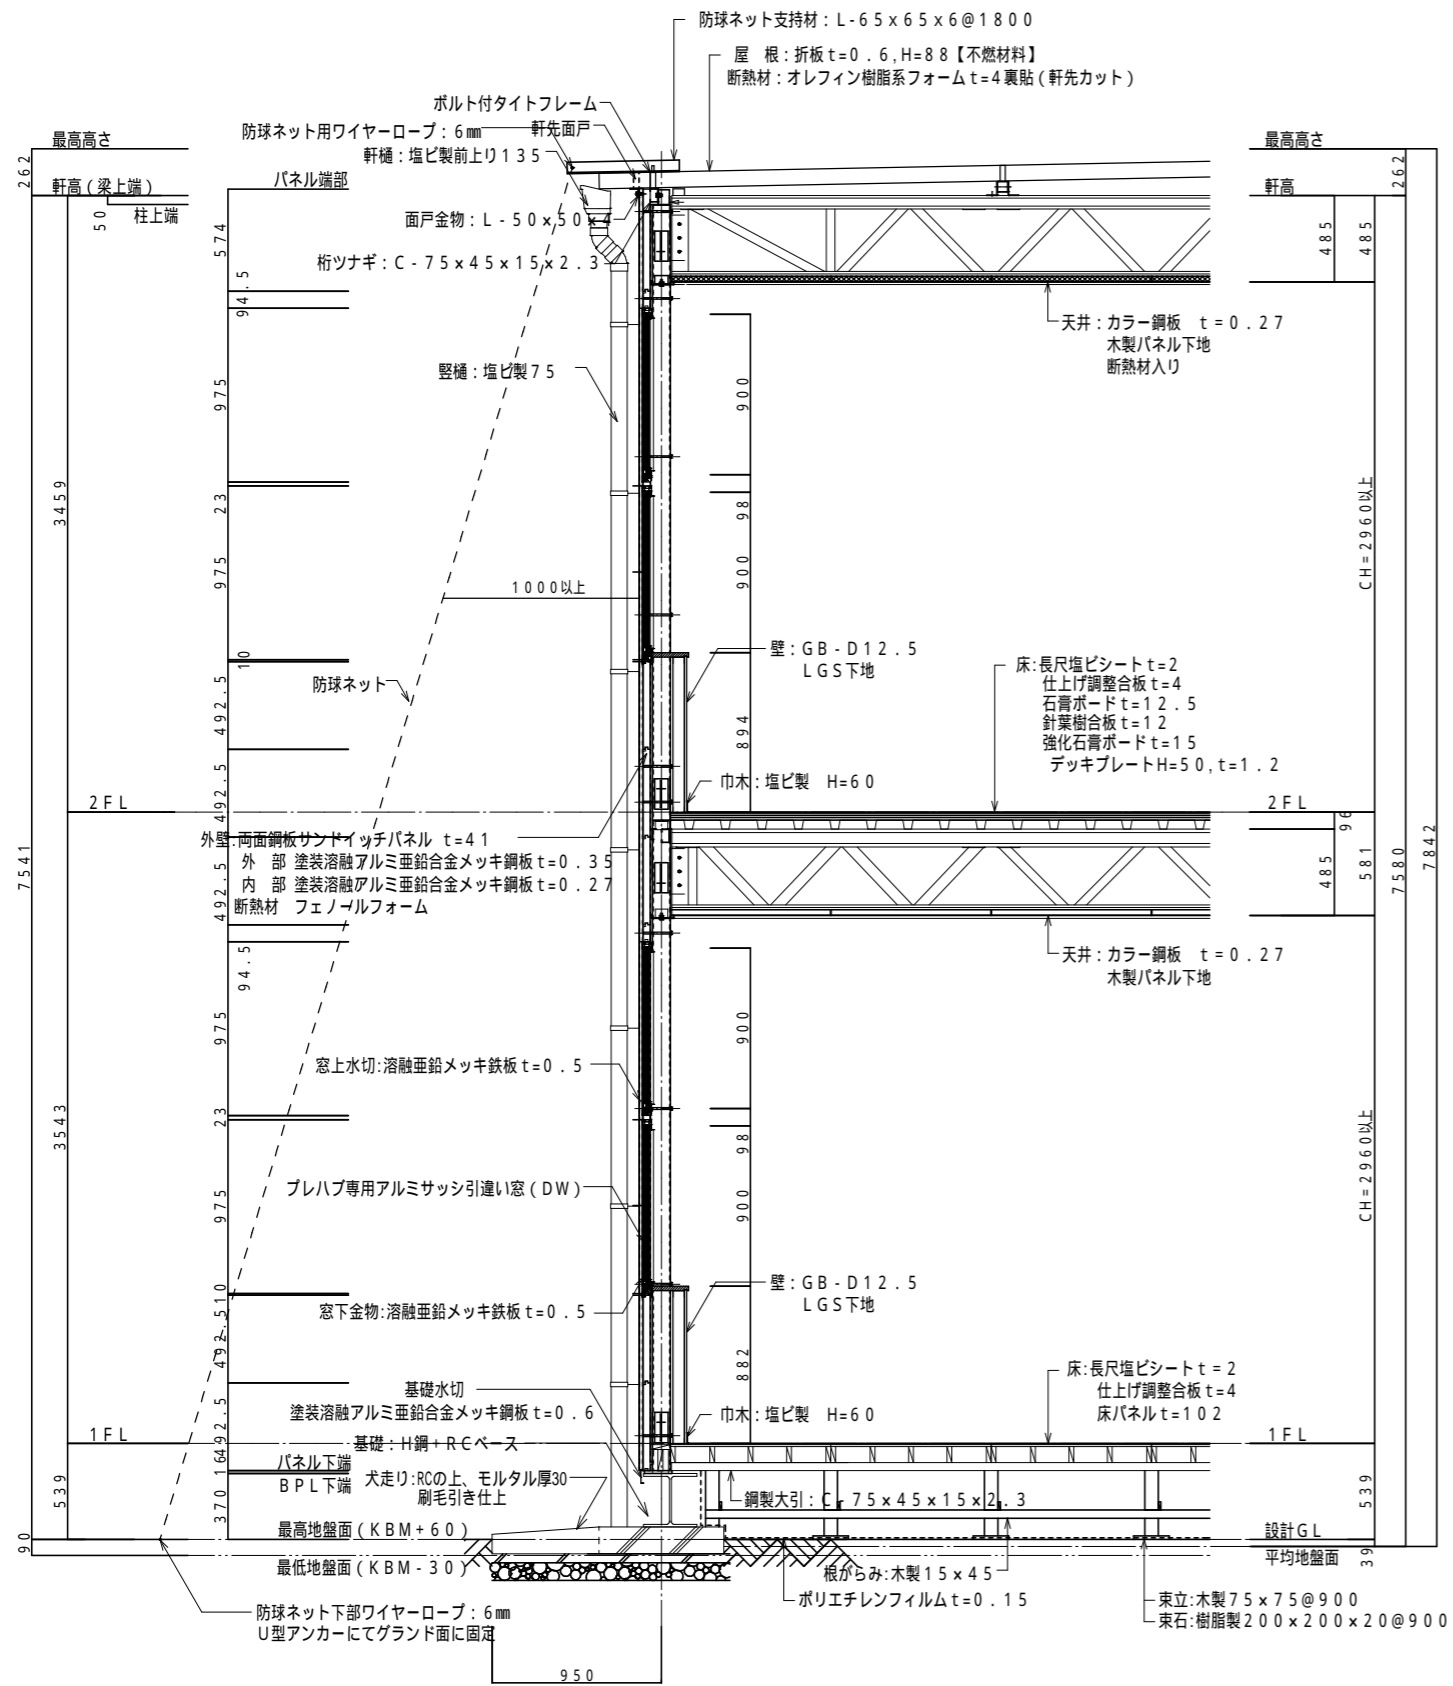 防球ネット支持材：L-65x65x6@1800
屋　根：折板t=0.6,H=88【不燃材料】
断熱材：オレフィン樹脂系フォームt=4裏貼(軒先カット)
ボルト付タイトフレーム
防球ネット用ワイヤーロープ：6㎜
軒先面戸
軒樋：塩ビ製前上り135
最高高さ
最高高さ
262
262
軒高(梁上端)
パネル端部
軒高
50
柱上端
面戸金物：L-50x50x4
574
485
485
桁ツナギ：C-75x45x15x2.3
94.5
天井：カラー鋼板　t=0.27
木製パネル下地
断熱材入り
竪樋：塩ビ製75
975
900
3459
23
98
CH=2960以上
975
900
1000以上
10
壁：GB-D12.5
LGS下地
床:長尺塩ビシートt=2
仕上げ調整合板t=4
石膏ボードt=12.5
針葉樹合板t=12
強化石膏ボードt=15
デッキプレートH=50,t=1.2
防球ネット
492.5
894
巾木：塩ビ製　H=60
492.5
2FL
2FL
96
外壁:両面鋼板サンドイッチパネル　t=41
外　部 塗装溶融アルミ亜鉛合金メッキ鋼板t=0.35
内　部 塗装溶融アルミ亜鉛合金メッキ鋼板t=0.27
断熱材　フェノールフォーム
7541
492.5
485
581
7580
7842
94.5
天井：カラー鋼板　t=0.27
木製パネル下地
975
900
窓上水切:溶融亜鉛メッキ鉄板t=0.5
3543
23
98
CH=2960以上
プレハブ専用アルミサッシ引違い窓(DW)
975
900
10
壁：GB-D12.5
LGS下地
窓下金物:溶融亜鉛メッキ鉄板t=0.5
492.5
882
床:長尺塩ビシートt=2
仕上げ調整合板t=4
床パネルt=102
基礎水切
塗装溶融アルミ亜鉛合金メッキ鋼板t=0.6
巾木：塩ビ製　H=60
492.5
1FL
1FL
基礎：H鋼+RCベース
16
パネル下端
BPL下端
犬走り:RCの上、モルタル厚30
刷毛引き仕上
鋼製大引：C-75x45x15x2.3
539
370
539
最高地盤面(KBM+60)
設計GL
90
最低地盤面(KBM-30)
平均地盤面
39
根がらみ:木製15x45
ポリエチレンフィルムt=0.15
束立:木製75x75@900
束石:樹脂製200x200x20@900
防球ネット下部ワイヤーロープ：6㎜
U型アンカーにてグランド面に固定
950